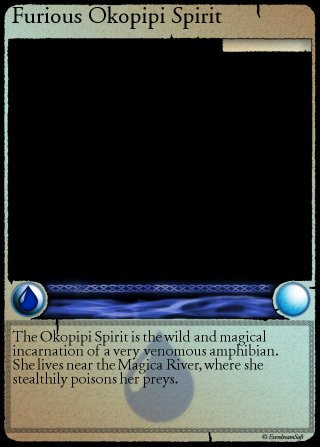 Furious Okopipi Spirit
The Okopipi Spirit is the wild and magical
incarnation of a very venomous amphibian.
She lives near the Magica River, where she
stealthily poisons her preys.
© EverdreamSoft